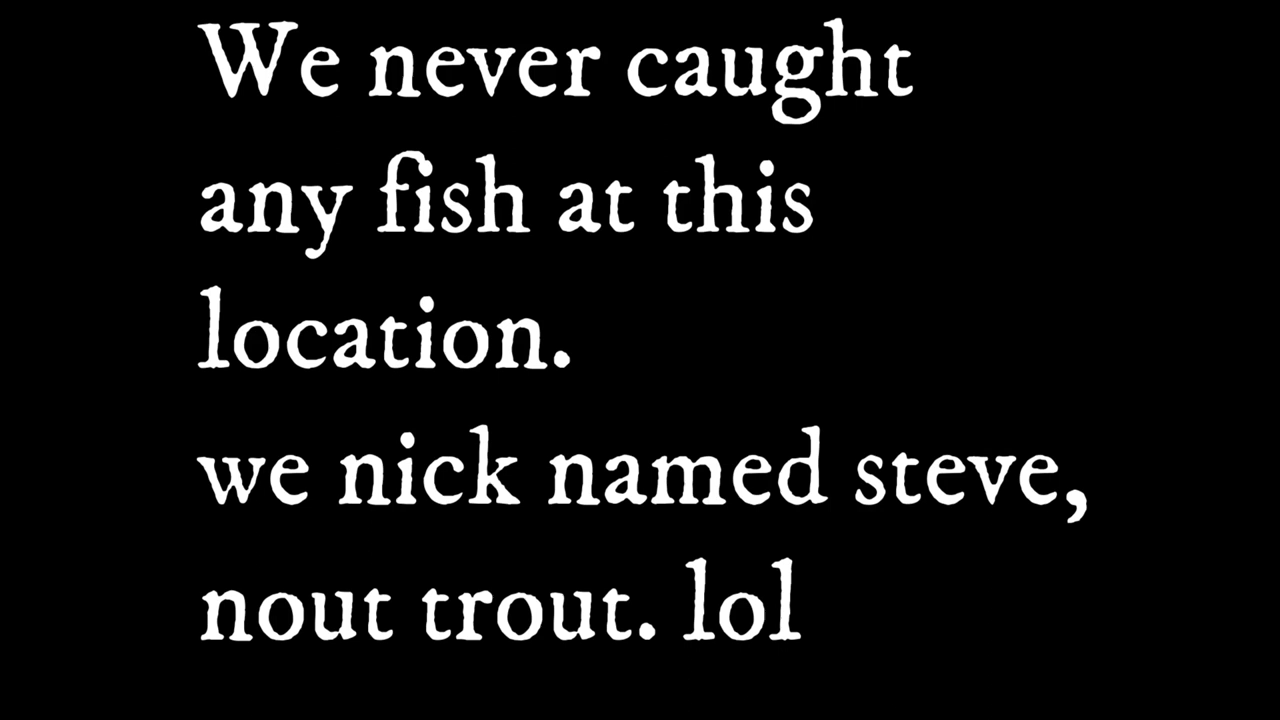 We never caught
any fish at this
location.
we nick named steve,
nout trout. lol